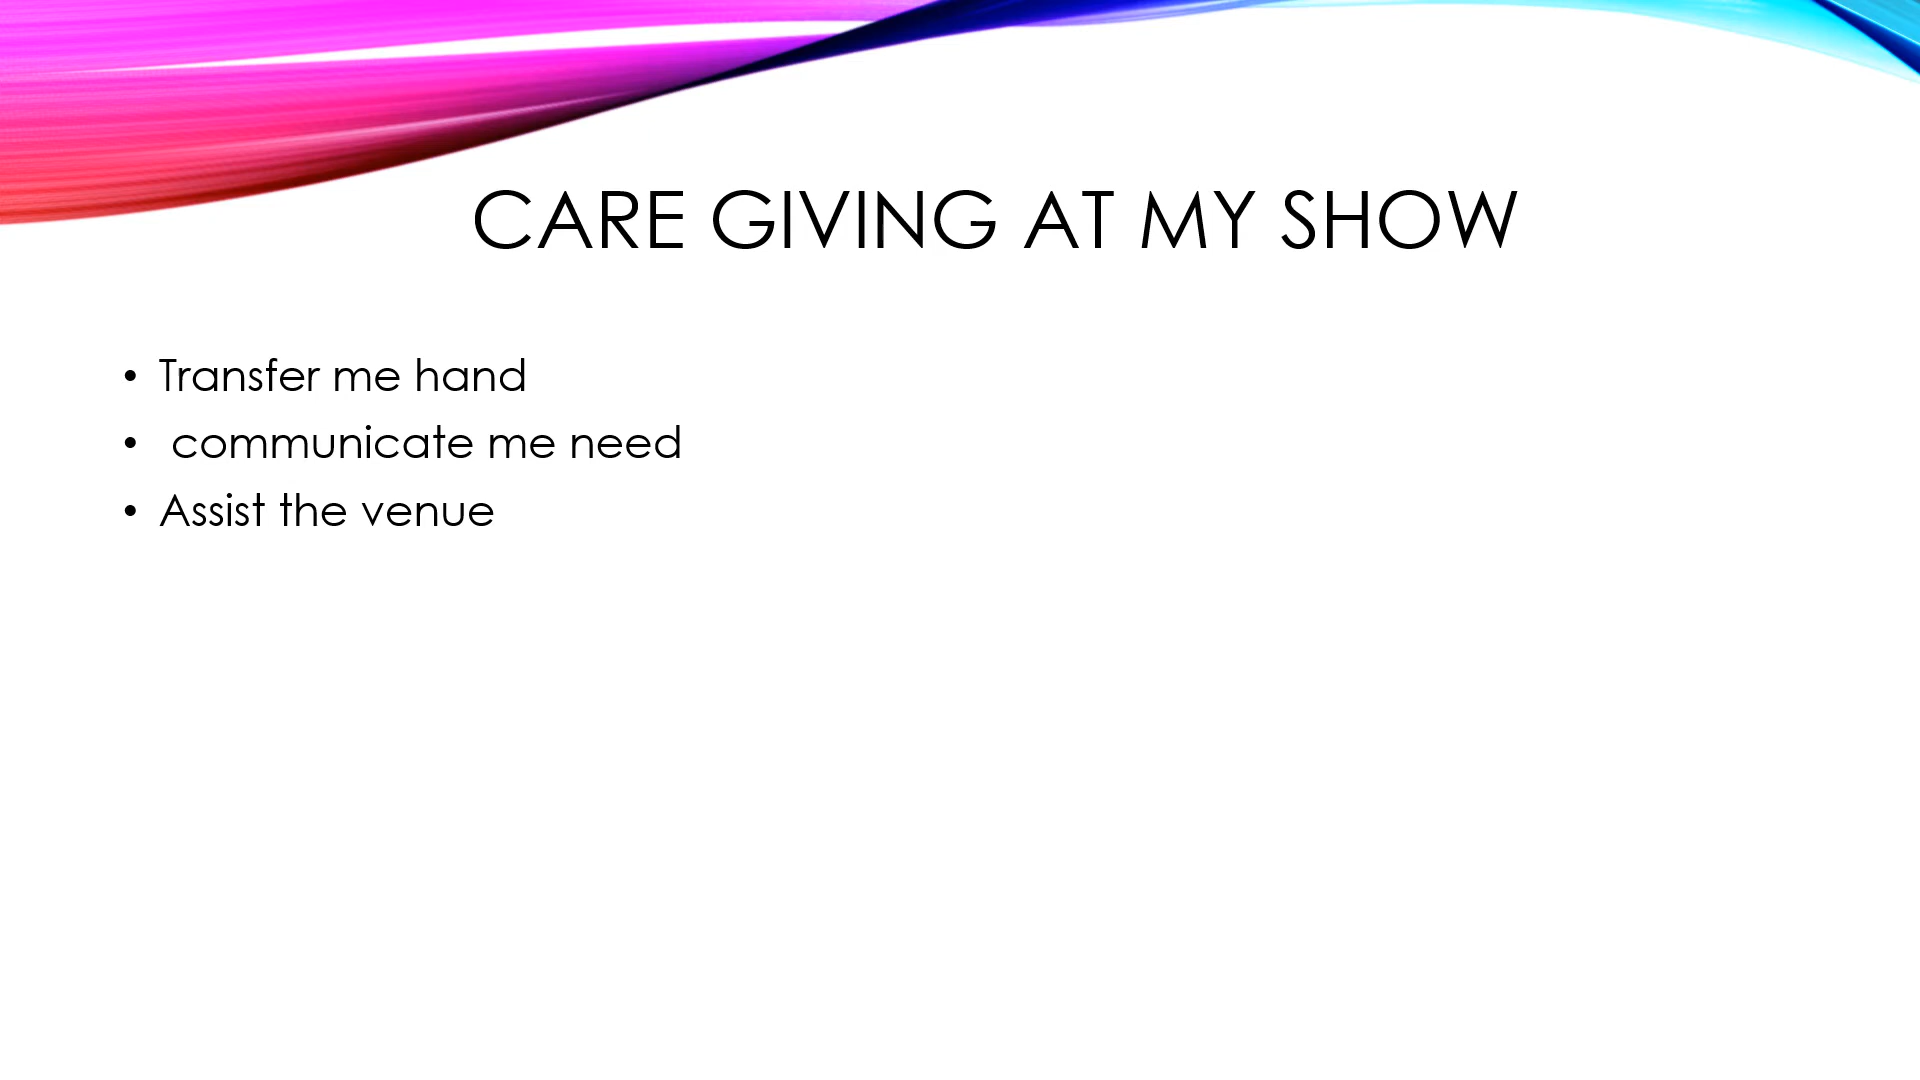 CARE GIVING AT MY SHOW
• Transfer me hand
• communicate me need
• Assist the venue